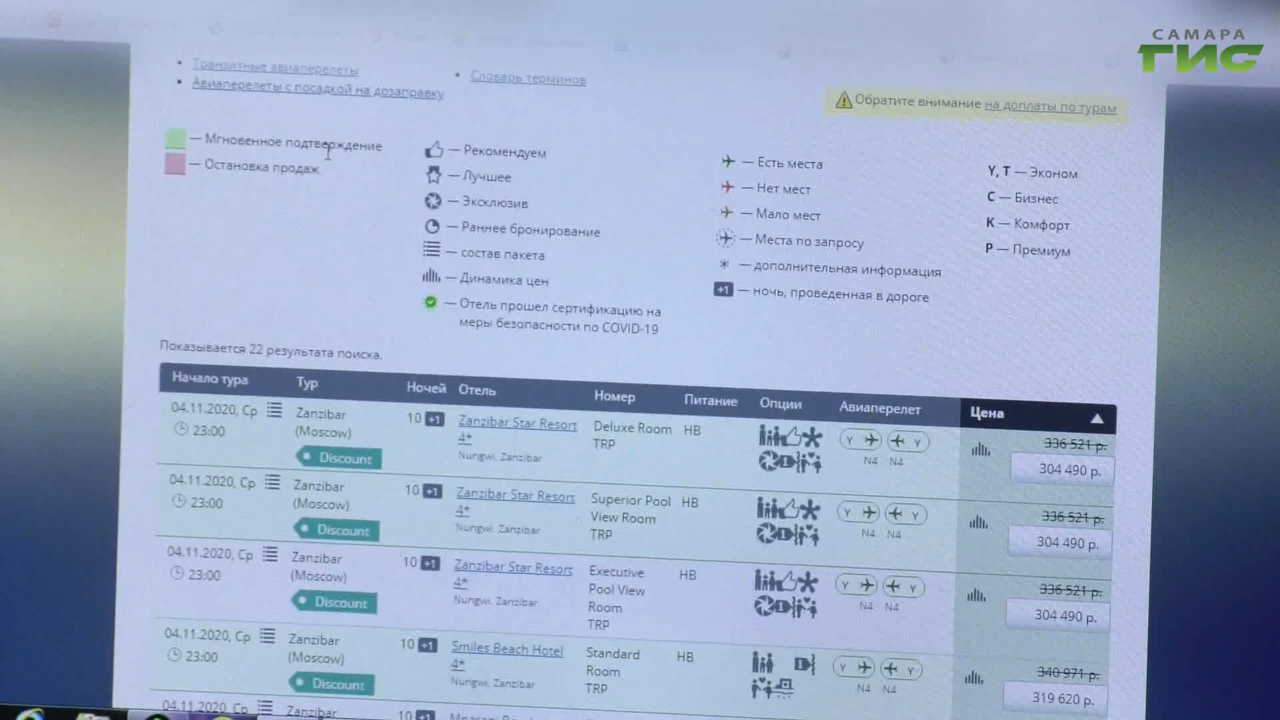 САМАРА
ГИС
Транзитные авиаперелеты
Словарь терминов
Авиаперелеты с посадкой на дозаправку
Обратите внимание на доплаты по турам
— Мгновенное подтверждение
— Остановка продаж
— Рекомендуем
— Лучшее
— Эксклюзив
— Раннее бронирование
— состав пакета
— Динамика цен
— Отель прошел сертификацию на
меры безопасности по COVID-19
— Есть места
— Нет мест
— Мало мест
— Места по запросу
* — дополнительная информация
+1 — ночь, проведенная в дороге
Y, T — Эконом
C — Бизнес
K — Комфорт
P — Премиум
Показывается 22 результата поиска.
Начало тура Тур Ночей Отель Номер Питание Опции Авиаперелет Цена
04.11.2020, Ср Zanzibar 10 +1 Zanzibar Star Resort Deluxe Room HB Y Y 336 521 р.
23:00 (Moscow) 4* TRP N4 N4 304 490 р.
Discount Nungwi, Zanzibar
04.11.2020, Ср Zanzibar 10 +1 Zanzibar Star Resort Superior Pool HB Y Y 336 521 р.
23:00 (Moscow) 4* View Room N4 N4 304 490 р.
Discount Nungwi, Zanzibar TRP
04.11.2020, Ср Zanzibar 10 +1 Zanzibar Star Resort Executive HB Y Y 336 521 р.
23:00 (Moscow) 4* Pool View N4 N4 304 490 р.
Discount Nungwi, Zanzibar Room
TRP
04.11.2020, Ср Zanzibar 10 +1 Smiles Beach Hotel Standard HB Y Y 340 971 р.
23:00 (Moscow) 4* Room N4 N4 319 620 р.
Discount Nungwi, Zanzibar TRP
04.11.2020, Ср Zanzibar 10 +1